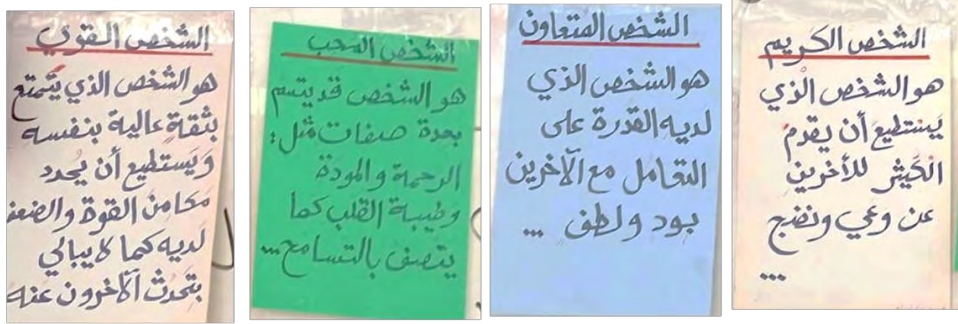 الشخص الكريم
هو الشخص الذي
يستطيع أن يقدم
الكثير للآخرين
عن وعي ونضج
...
الشخص المتعاون
هو الشخص الذي
لديه القدرة على
التعامل مع الآخرين
بود ولطف ...
الشخص المحب
هو الشخص قد يتسم
بعدة صفات مثل:
الرحمة والمودة
وطيبة القلب كما
يتصف بالتسامح...
الشخص القوي
هو الشخص الذي يتمتع
بثقة عالية بنفسه
ويستطيع أن يحدد
مكامن القوة والضعف
لديه كما لا يبالي
بتحدث الآخرون عنه